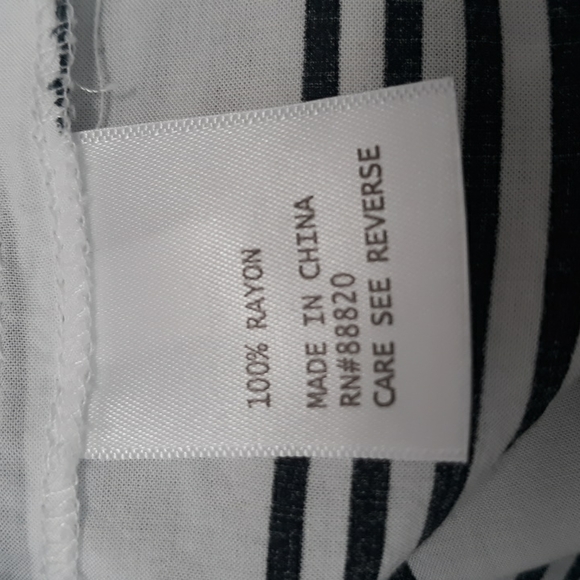 100% RAYON
MADE IN CHINA
RN#88820
CARE SEE REVERSE